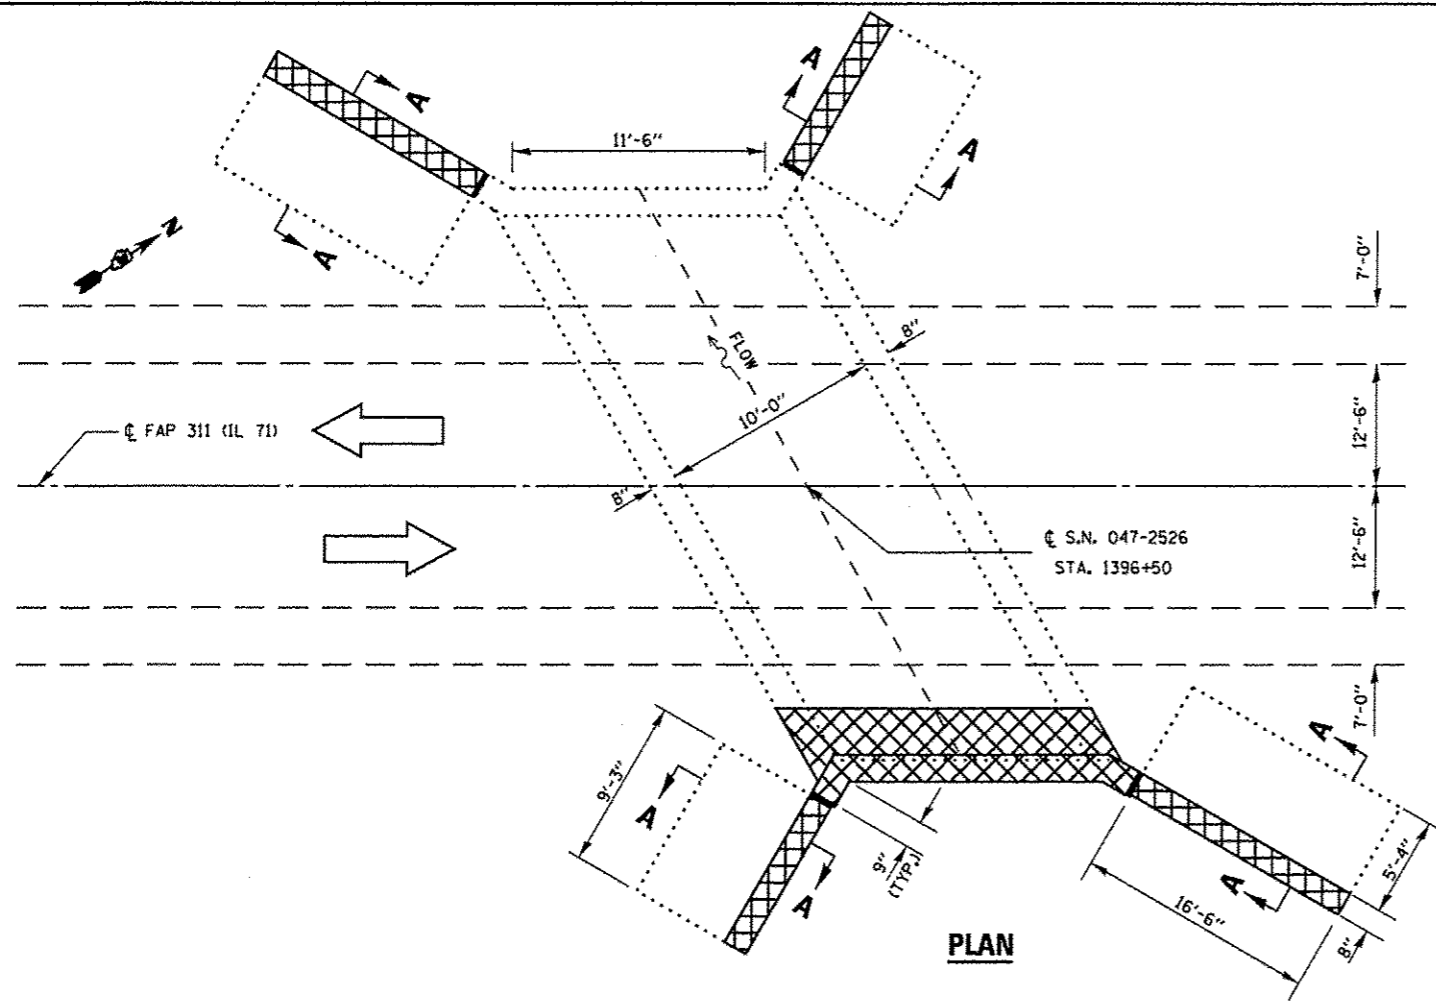 A
A
A
A
11'-6"
N
7'-0"
FLOW
8"
10'-0"
12'-6"
℄ FAP 311 (IL 71)
8"
℄ S.N. 047-2526
STA. 1396+50
12'-6"
7'-0"
9'-3"
A
A
A
A
9"
(TYP.)
16'-6"
5'-4"
8"
PLAN